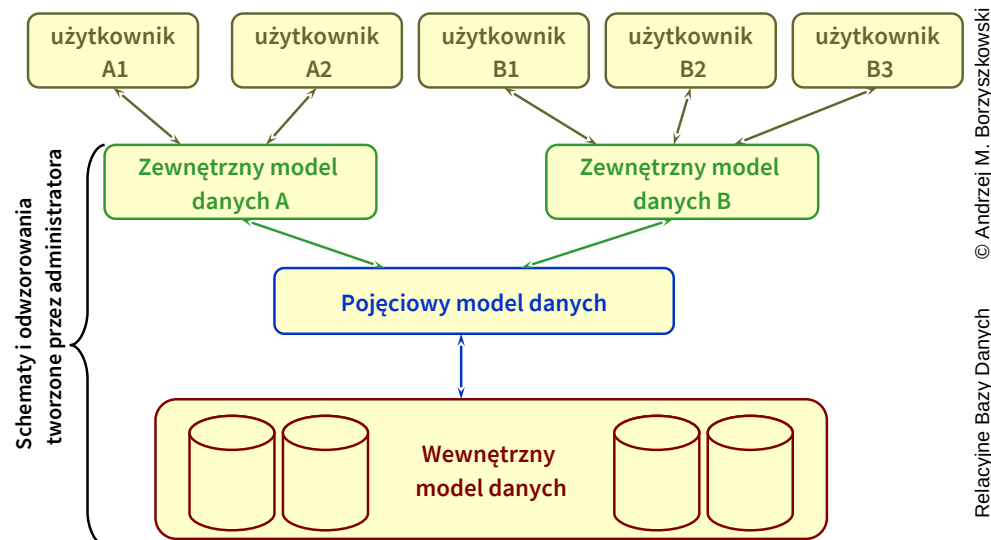 użytkownik
A1
użytkownik
A2
użytkownik
B1
użytkownik
B2
użytkownik
B3
Zewnętrzny model
danych A
Zewnętrzny model
danych B
Pojęciowy model danych
Wewnętrzny
model danych
Schematy i odwzorowania
tworzone przez administratora
© Andrzej M. Borzyszkowski
Relacyjne Bazy Danych